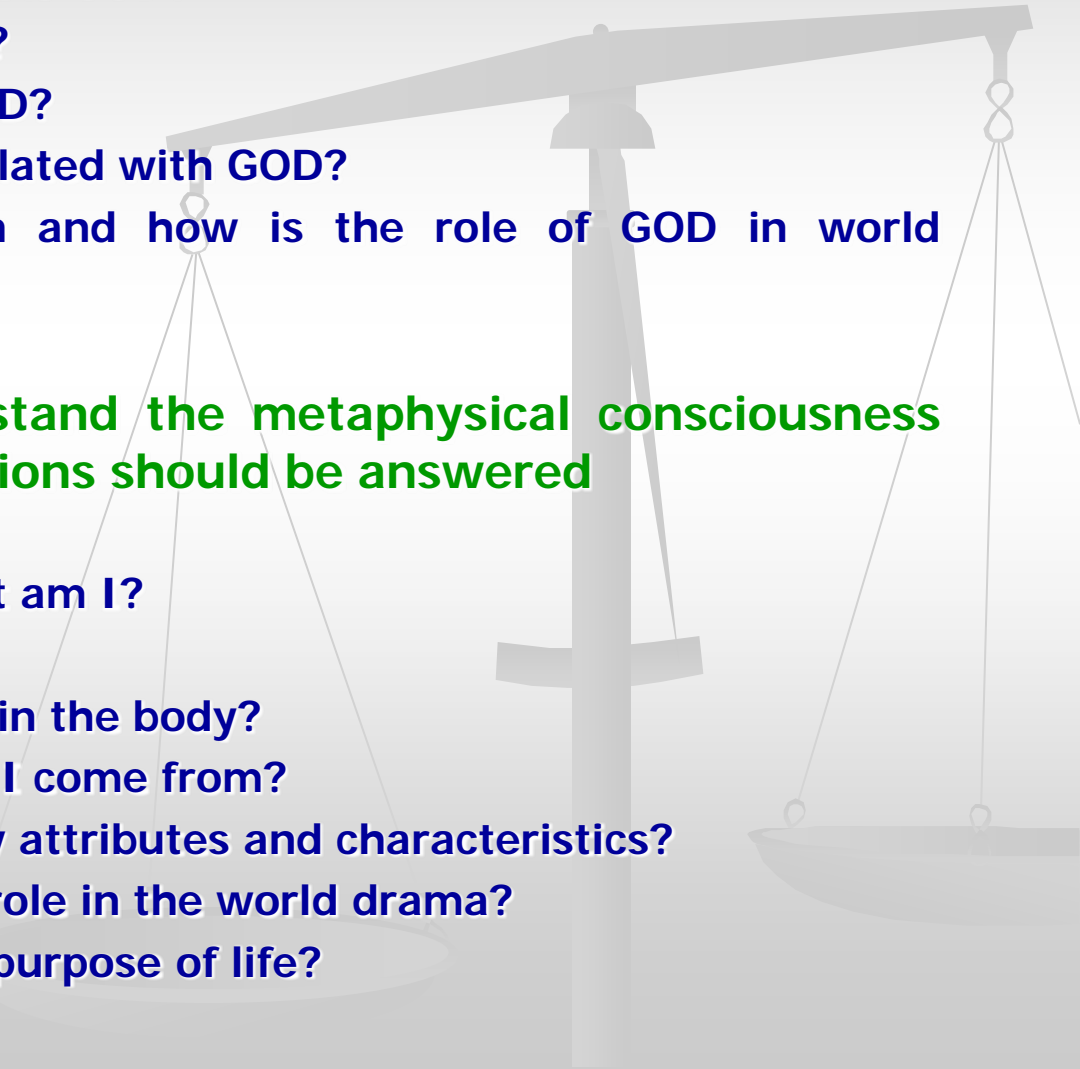 ?
D?
lated with GOD?
and how is the role of GOD in world
stand the metaphysical consciousness
tions should be answered
t am I?
in the body?
I come from?
y attributes and characteristics?
role in the world drama?
purpose of life?